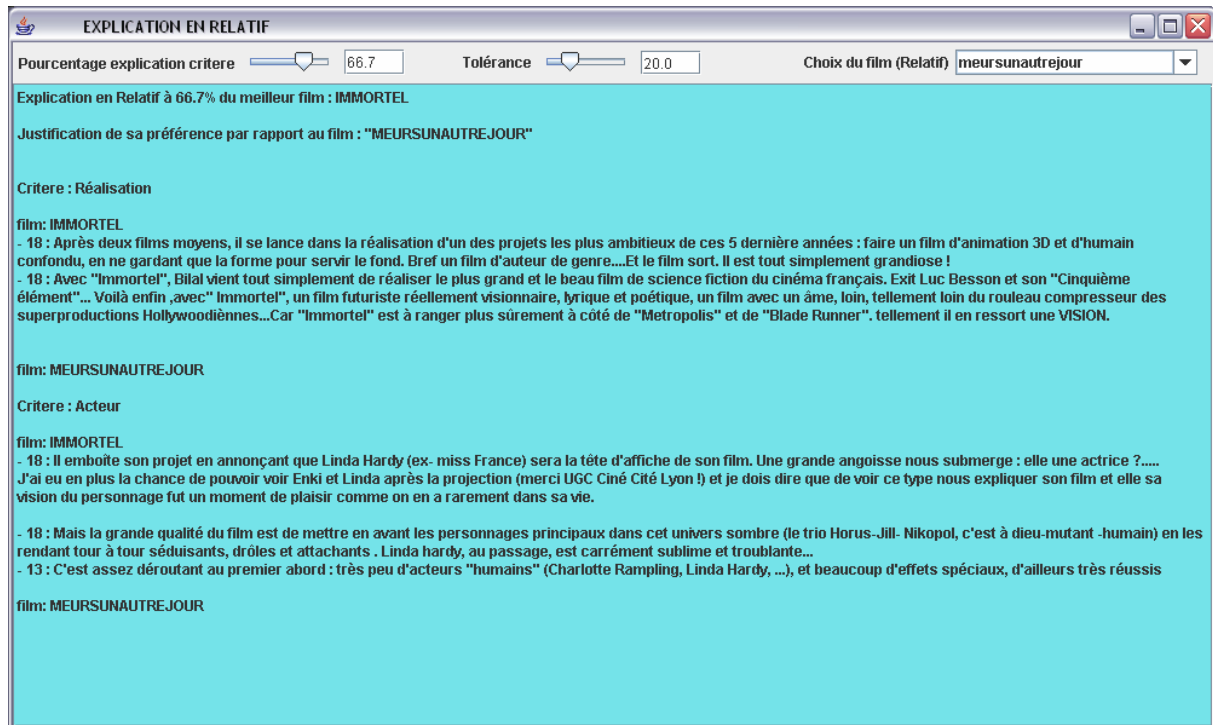 EXPLICATION EN RELATIF
Pourcentage explication critere 66.7 Tolérance 20.0 Choix du film (Relatif) meursunautrejour
Explication en Relatif à 66.7% du meilleur film : IMMORTEL
Justification de sa préférence par rapport au film : "MEURSUNAUTREJOUR"
Critere : Réalisation
film: IMMORTEL
- 18 : Après deux films moyens, il se lance dans la réalisation d'un des projets les plus ambitieux de ces 5 dernière années : faire un film d'animation 3D et d'humain
confondu, en ne gardant que la forme pour servir le fond. Bref un film d'auteur de genre....Et le film sort. Il est tout simplement grandiose !
- 18 : Avec "Immortel", Bilal vient tout simplement de réaliser le plus grand et le beau film de science fiction du cinéma français. Exit Luc Besson et son "Cinquième
élément"... Voilà enfin ,avec" Immortel", un film futuriste réellement visionnaire, lyrique et poétique, un film avec un âme, loin, tellement loin du rouleau compresseur des
superproductions Hollywoodiènnes...Car "Immortel" est à ranger plus sûrement à côté de "Metropolis" et de "Blade Runner". tellement il en ressort une VISION.
film: MEURSUNAUTREJOUR
Critere : Acteur
film: IMMORTEL
- 18 : Il emboîte son projet en annonçant que Linda Hardy (ex- miss France) sera la tête d'affiche de son film. Une grande angoisse nous submerge : elle une actrice ?.....
J'ai eu en plus la chance de pouvoir voir Enki et Linda après la projection (merci UGC Ciné Cité Lyon !) et je dois dire que de voir ce type nous expliquer son film et elle sa
vision du personnage fut un moment de plaisir comme on en a rarement dans sa vie.
- 18 : Mais la grande qualité du film est de mettre en avant les personnages principaux dans cet univers sombre (le trio Horus-Jill- Nikopol, c'est à dieu-mutant -humain) en les
rendant tour à tour séduisants, drôles et attachants . Linda hardy, au passage, est carrément sublime et troublante...
- 13 : C'est assez déroutant au premier abord : très peu d'acteurs "humains" (Charlotte Rampling, Linda Hardy, ...), et beaucoup d'effets spéciaux, d'ailleurs très réussis
film: MEURSUNAUTREJOUR